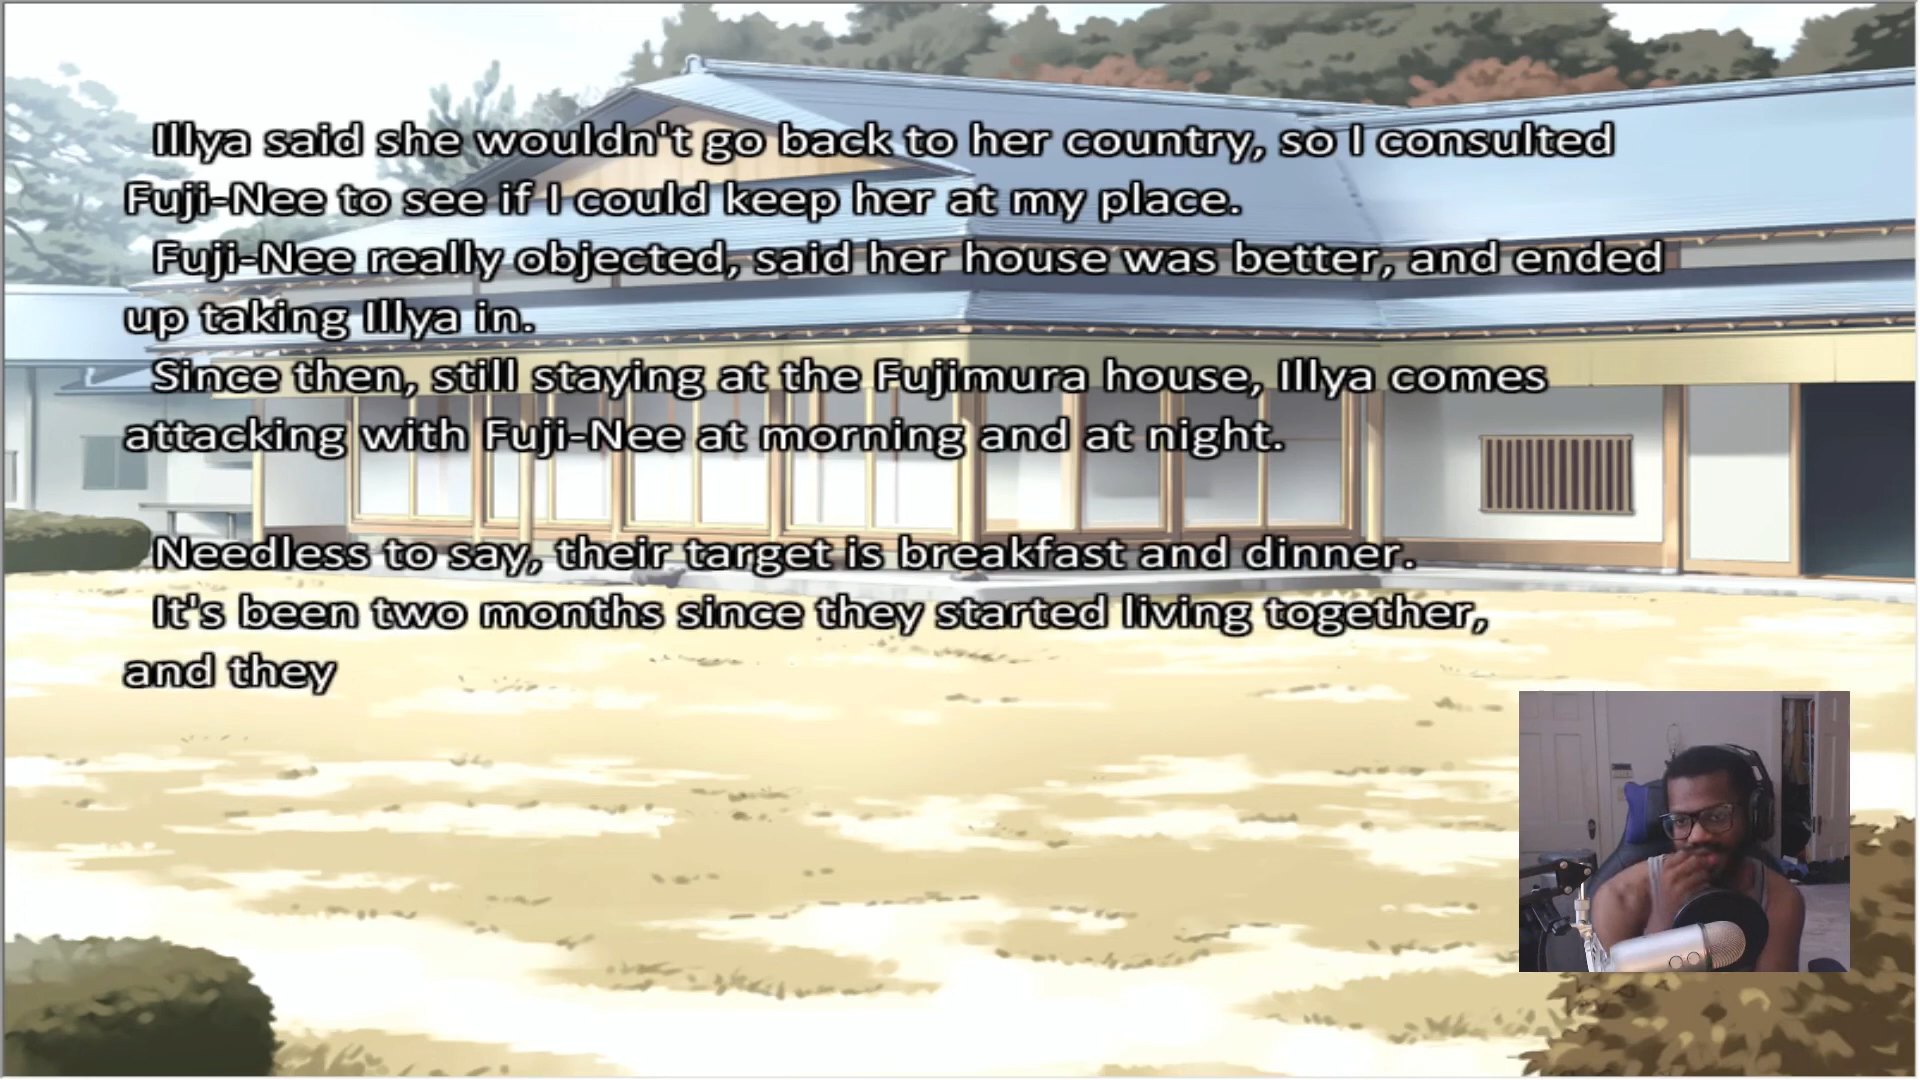 Illya said she wouldn't go back to her country, so I consulted
Fuji-Nee to see if I could keep her at my place.
Fuji-Nee really objected, said her house was better, and ended
up taking Illya in.
Since then, still staying at the Fujimura house, Illya comes
attacking with Fuji-Nee at morning and at night.
Needless to say, their target is breakfast and dinner.
It's been two months since they started living together,
and they